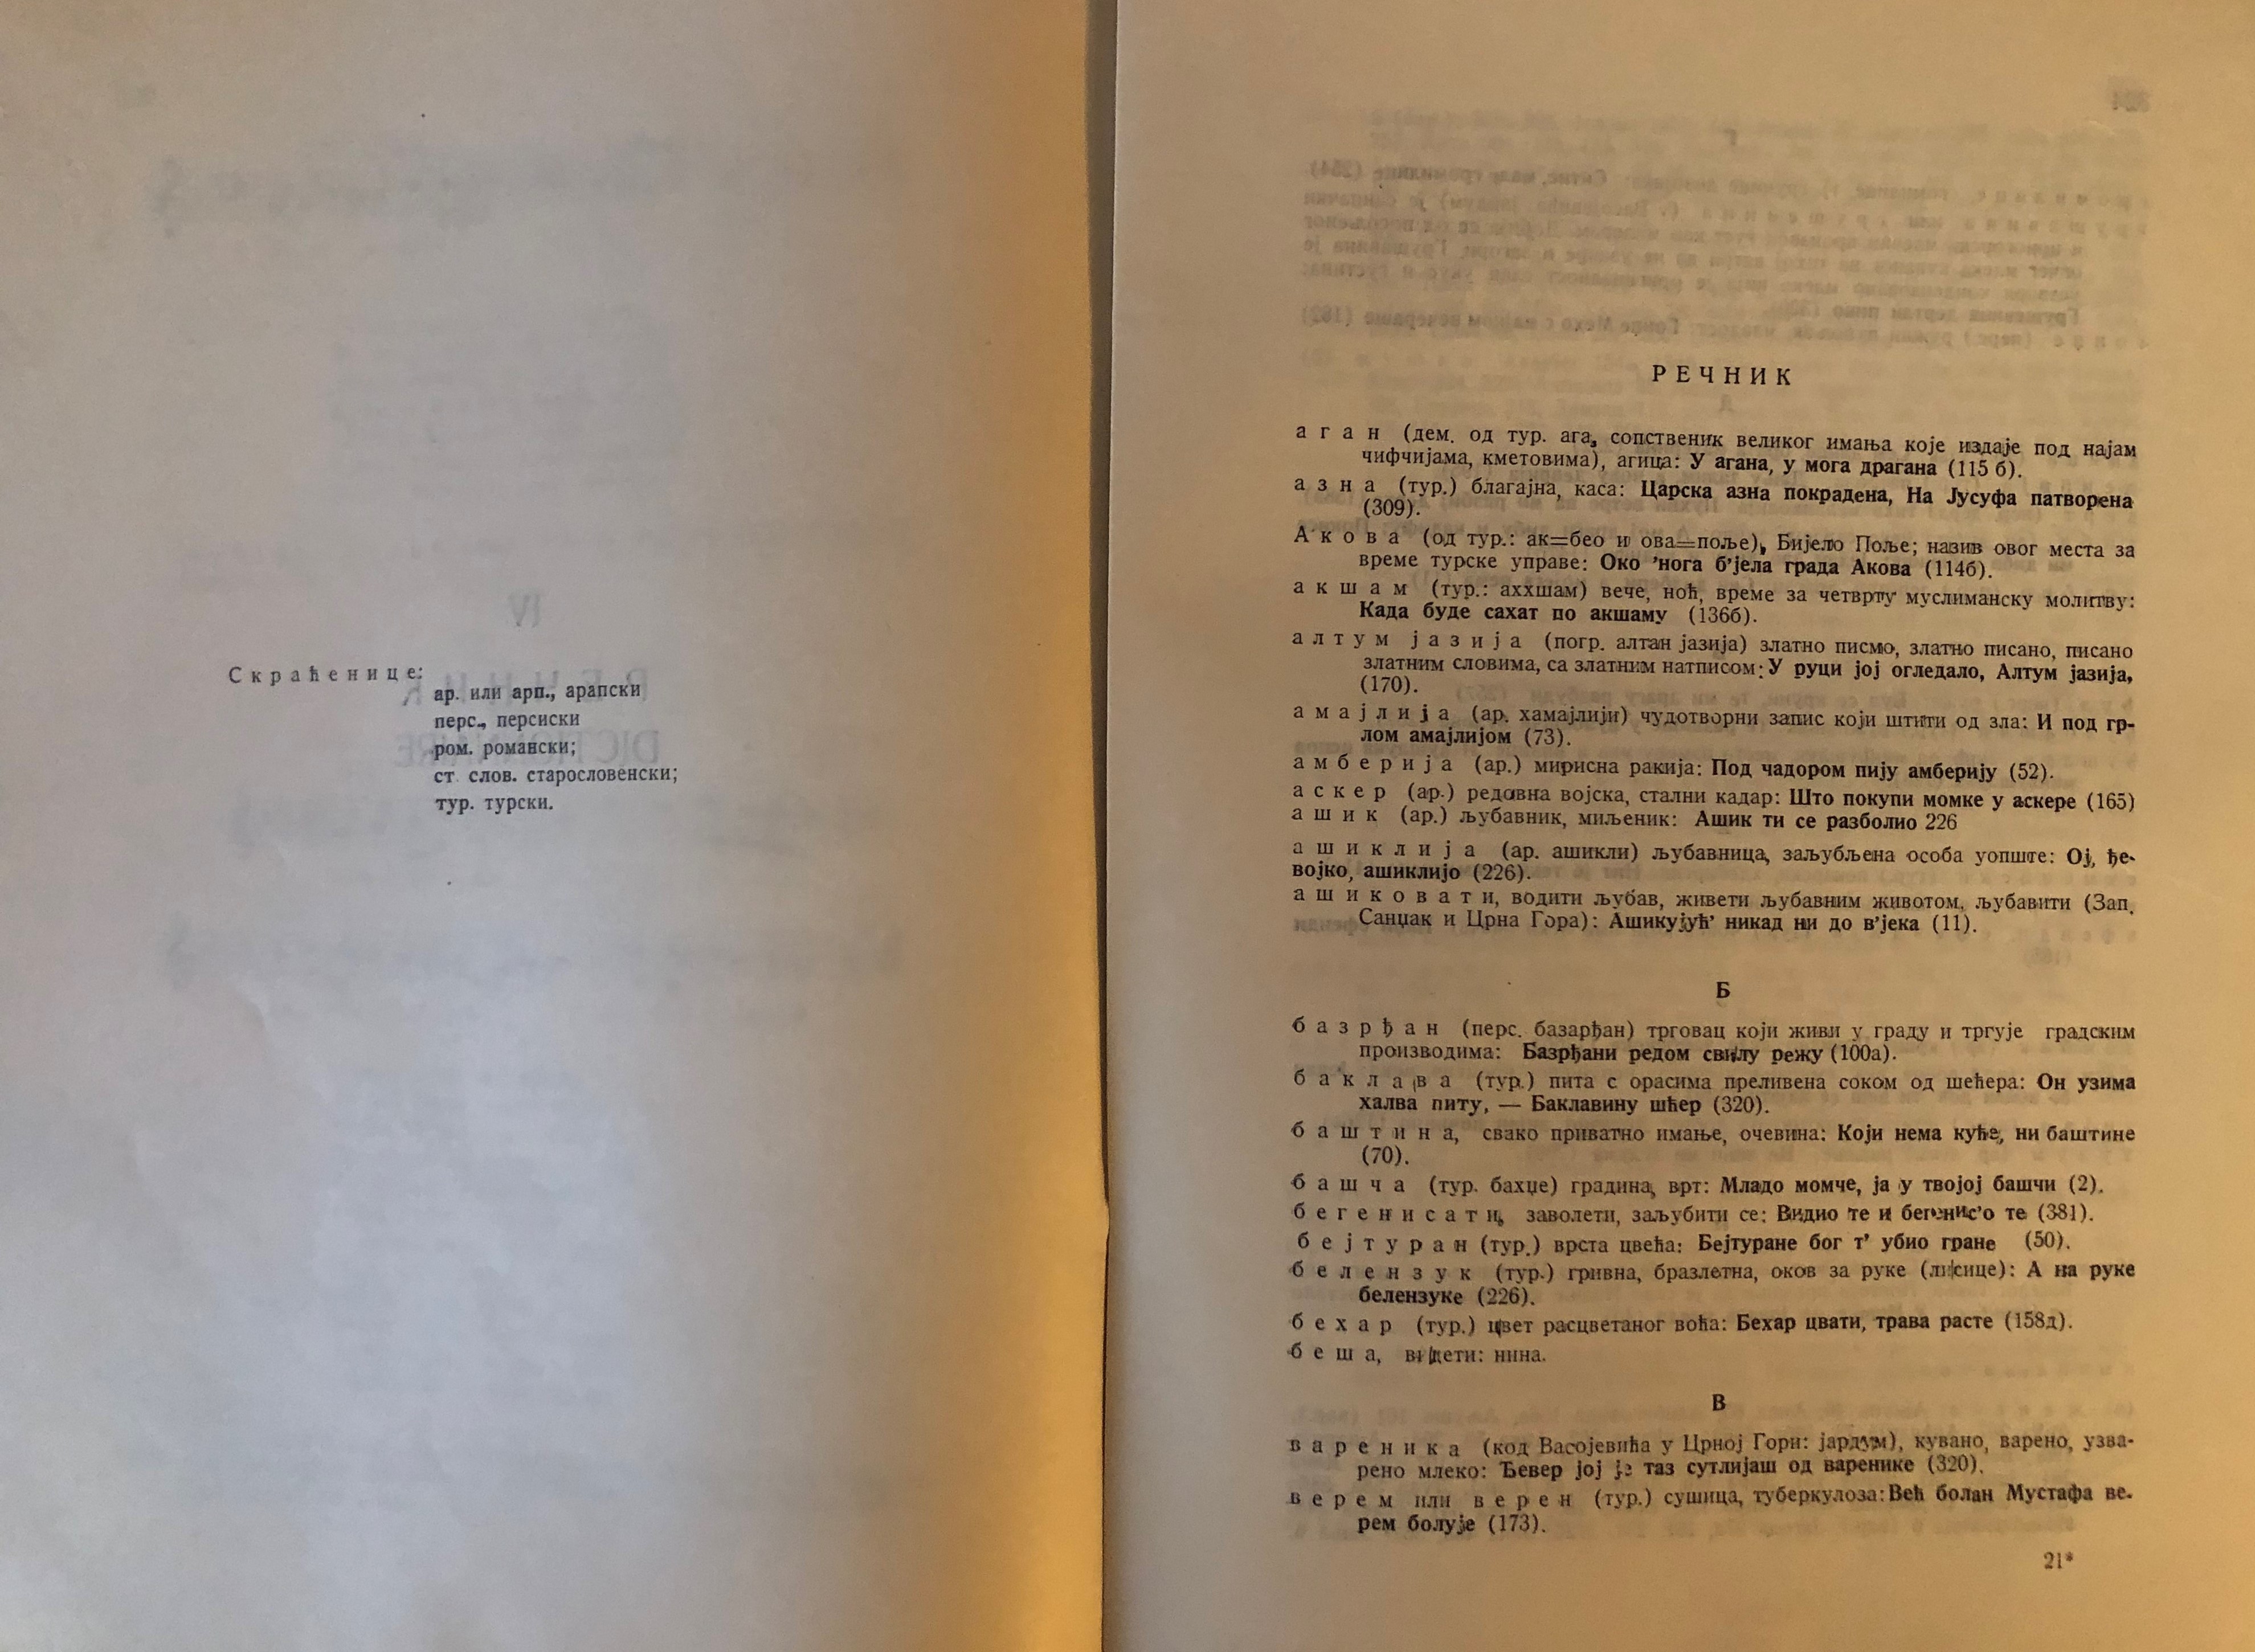 Скраћенице:
ар. или арп., арапски
перс., персиски
ром. романски;
ст. слов. старословенски;
тур. турски.
РЕЧНИК
аган (дем. од тур. ага, сопственик великог имања које издаје под најам
чифчијама, кметовима), агица: У агана, у мога драгана (115 б).
азна (тур.) благајна, каса: Царска азна покрадена, На Јусуфа патворена
(309).
Акова (од тур.: ак=бео и ова=поље), Бијело Поље; назив овог места за
време турске управе: Око ’нога б’јела града Акова (114б).
акшам (тур.: аххшам) вече, ноћ, време за четврту муслиманску молитву:
Када буде сахат по акшаму (136б).
алтум јазија (погр. алтан јазија) златно писмо, златно писано, писано
златним словима, са златним натписом: У руци јој огледало, Алтум јазија,
(170).
амајлија (ар. хамајлији) чудотворни запис који штити од зла: И под гр-
лом амајлијом (73).
амберија (ар.) мирисна ракија: Под чадором пију амберију (52).
аскер (ар.) редовна војска, стални кадар: Што покупи момке у аскере (165)
ашик (ар.) љубавник, миљеник: Ашик ти се разболио 226
ашиклија (ар. ашикли) љубавница, заљубљена особа уопште: Ој, ђе-
војко, ашиклијо (226).
ашиковати, водити љубав, живети љубавним животом, љубавити (Зап.
Санџак и Црна Гора): Ашикујућ’ никад ни до в’јека (11).
Б
базрђан (перс. базарђан) трговац који живи у граду и тргује градским
производима: Базрђани редом свилу режу (100а).
баклава (тур.) пита с орасима преливена соком од шећера: Он узима
халва питу, — Баклавину шћер (320).
баштина, свако приватно имање, очевина: Који нема куће, ни баштине
(70).
башча (тур. бахџе) градина, врт: Младо момче, ја у твојој башчи (2).
бегенисати, заволети, заљубити се: Видио те и бегенис’о те (381).
бејтуран (тур.) врста цвећа: Бејтуране бог т’ убио гране (50).
белензук (тур.) гривна, бразлетна, оков за руке (лисице): А на руке
белензуке (226).
бехар (тур.) цвет расцветаног воћа: Бехар цвати, трава расте (158д).
беша, видети: нина.
В
вареника (код Васојевића у Црној Гори: јардум), кувано, варено, узва-
рено млеко: Ђевер јој је таз сутлијаш од варенике (320).
верем или верен (тур.) сушица, туберкулоза: Већ болан Мустафа ве-
рем болује (173).
21*